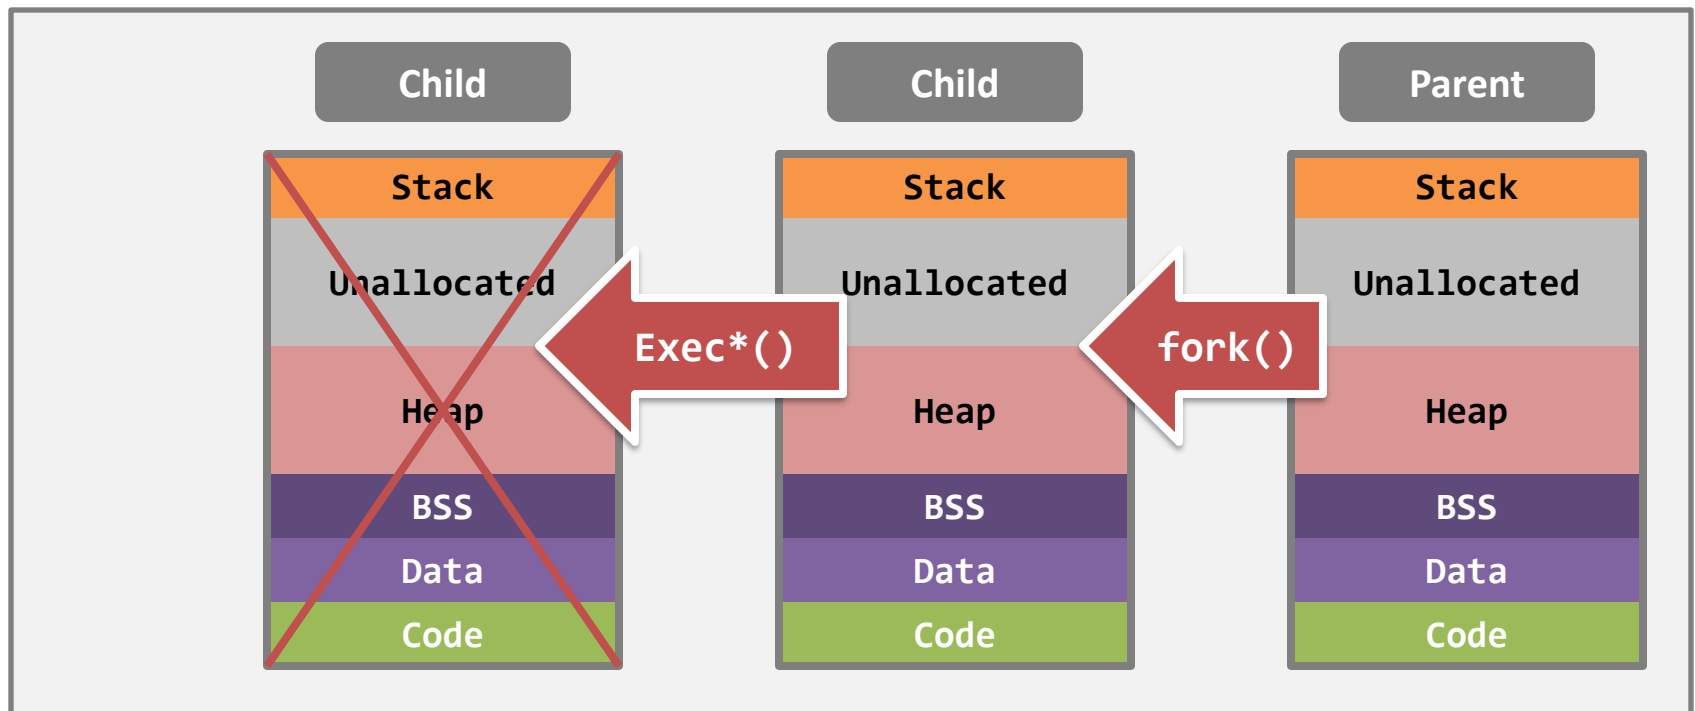 Child
Child
Parent
Stack
Stack
Stack
Unallocated
Unallocated
Unallocated
Exec*()
fork()
Heap
Heap
Heap
BSS
BSS
BSS
Data
Data
Data
Code
Code
Code